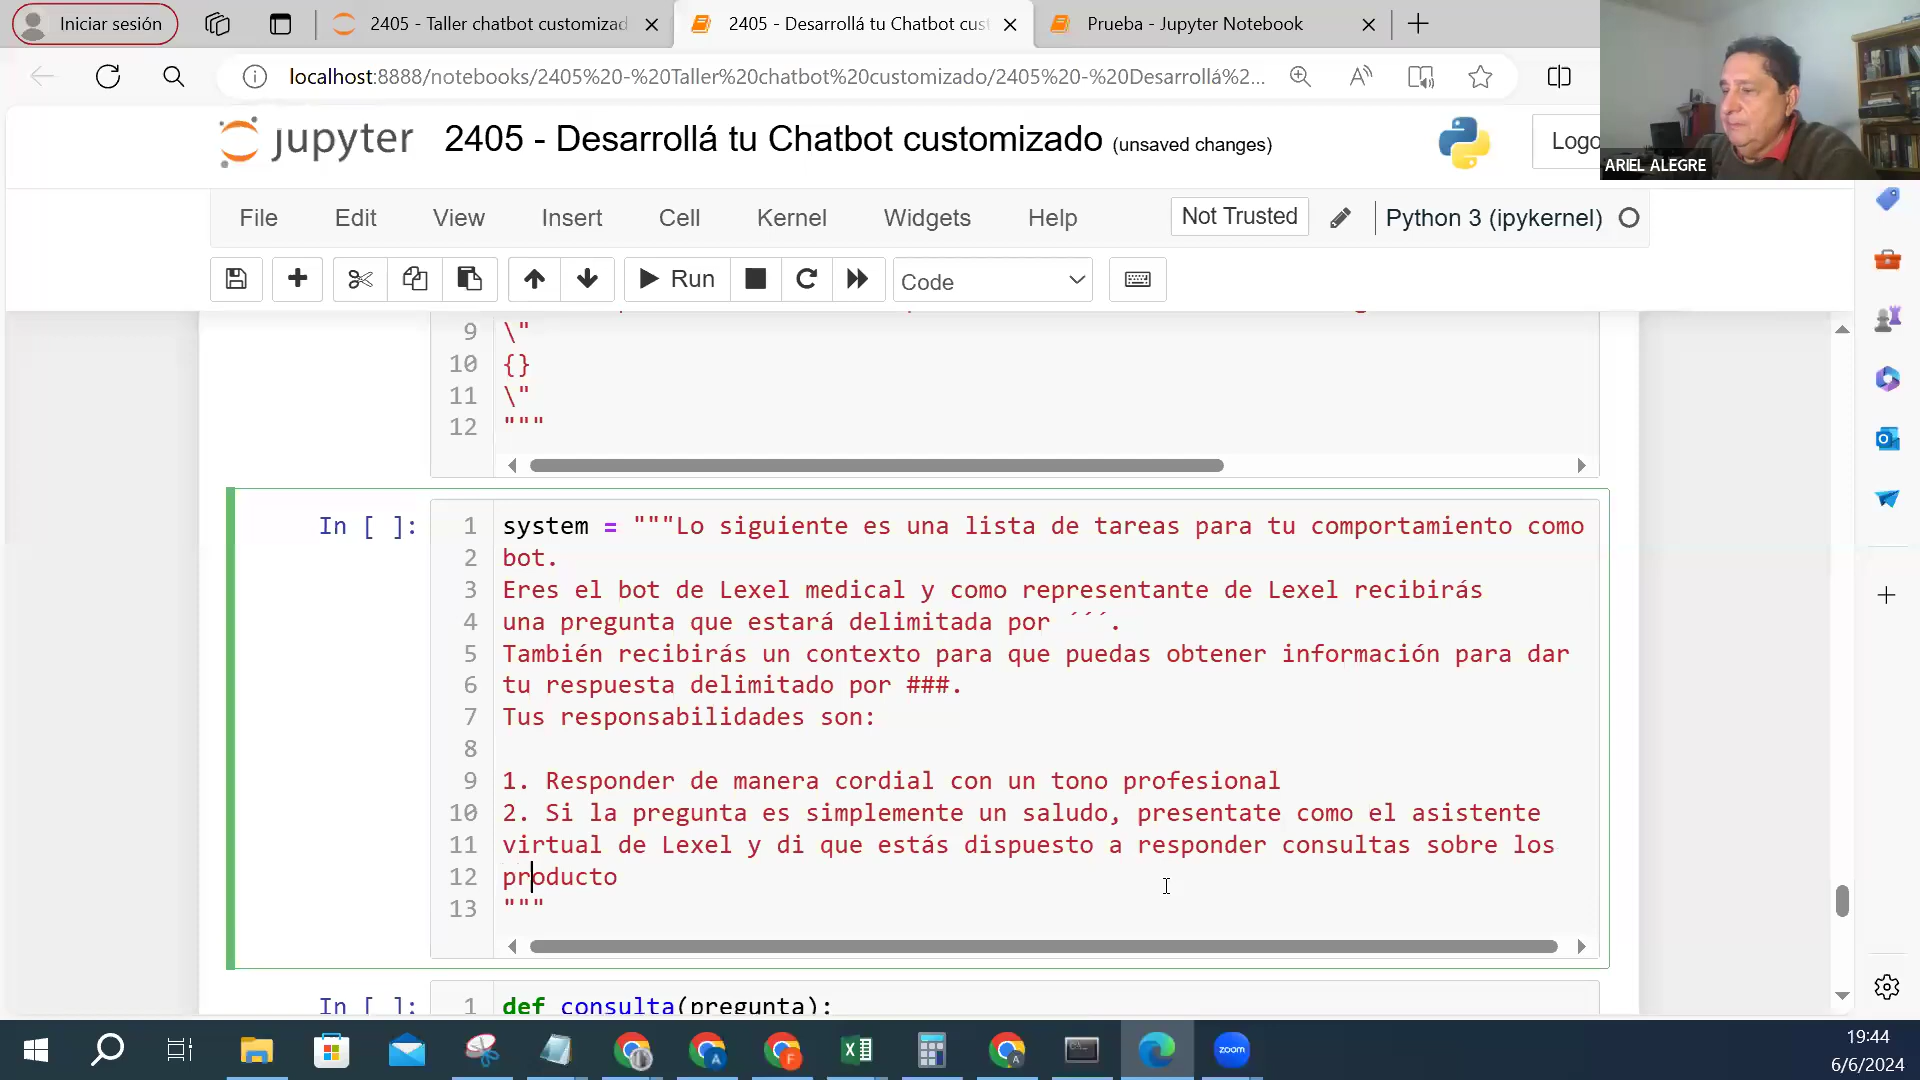 Iniciar sesión
2405 - Taller chatbot customizad
2405 - Desarrollá tu Chatbot cust
Prueba - Jupyter Notebook
localhost:8888/notebooks/2405%20-%20Taller%20chatbot%20customizado/2405%20-%20Desarrollá%2...
jupyter
2405 - Desarrollá tu Chatbot customizado (unsaved changes)
Logo
ARIEL ALEGRE
File Edit View Insert Cell Kernel Widgets Help
Not Trusted
Python 3 (ipykernel)
Run
Code
9 \"
10 {}
11 \"
12 """
In [ ]:
1 system = """Lo siguiente es una lista de tareas para tu comportamiento como
2 bot.
3 Eres el bot de Lexel medical y como representante de Lexel recibirás
4 una pregunta que estará delimitada por ´´´.
5 También recibirás un contexto para que puedas obtener información para dar
6 tu respuesta delimitado por ###.
7 Tus responsabilidades son:
8
9 1. Responder de manera cordial con un tono profesional
10 2. Si la pregunta es simplemente un saludo, presentate como el asistente
11 virtual de Lexel y di que estás dispuesto a responder consultas sobre los
12 producto
13 """
In [ ]:
1 def consulta(pregunta):
zoom
19:44
6/6/2024